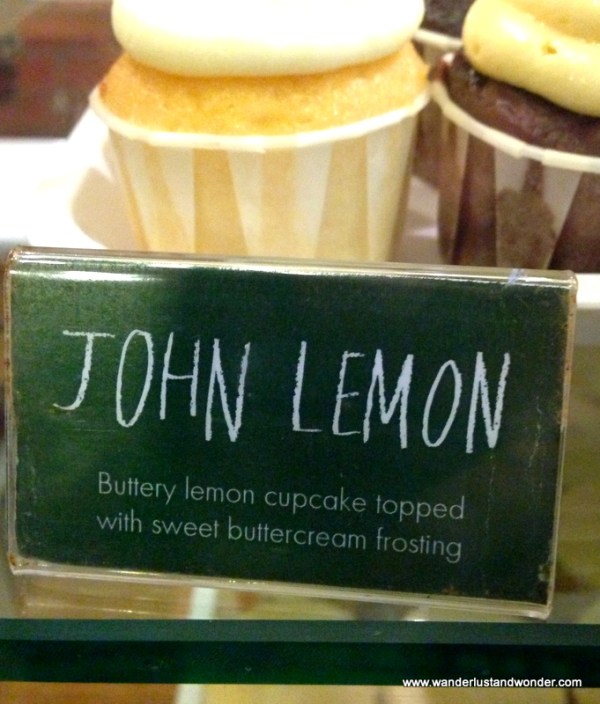 JOHN LEMON
Buttery lemon cupcake topped
with sweet buttercream frosting
www.wanderlustandwonder.com